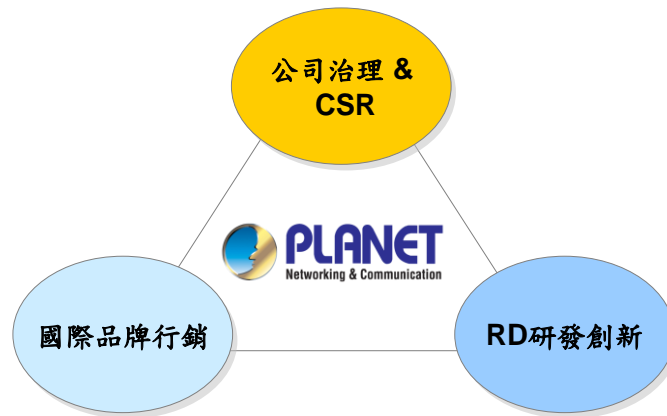 公司治理 &
CSR
PLANET
Networking & Communication
國際品牌行銷
RD研發創新